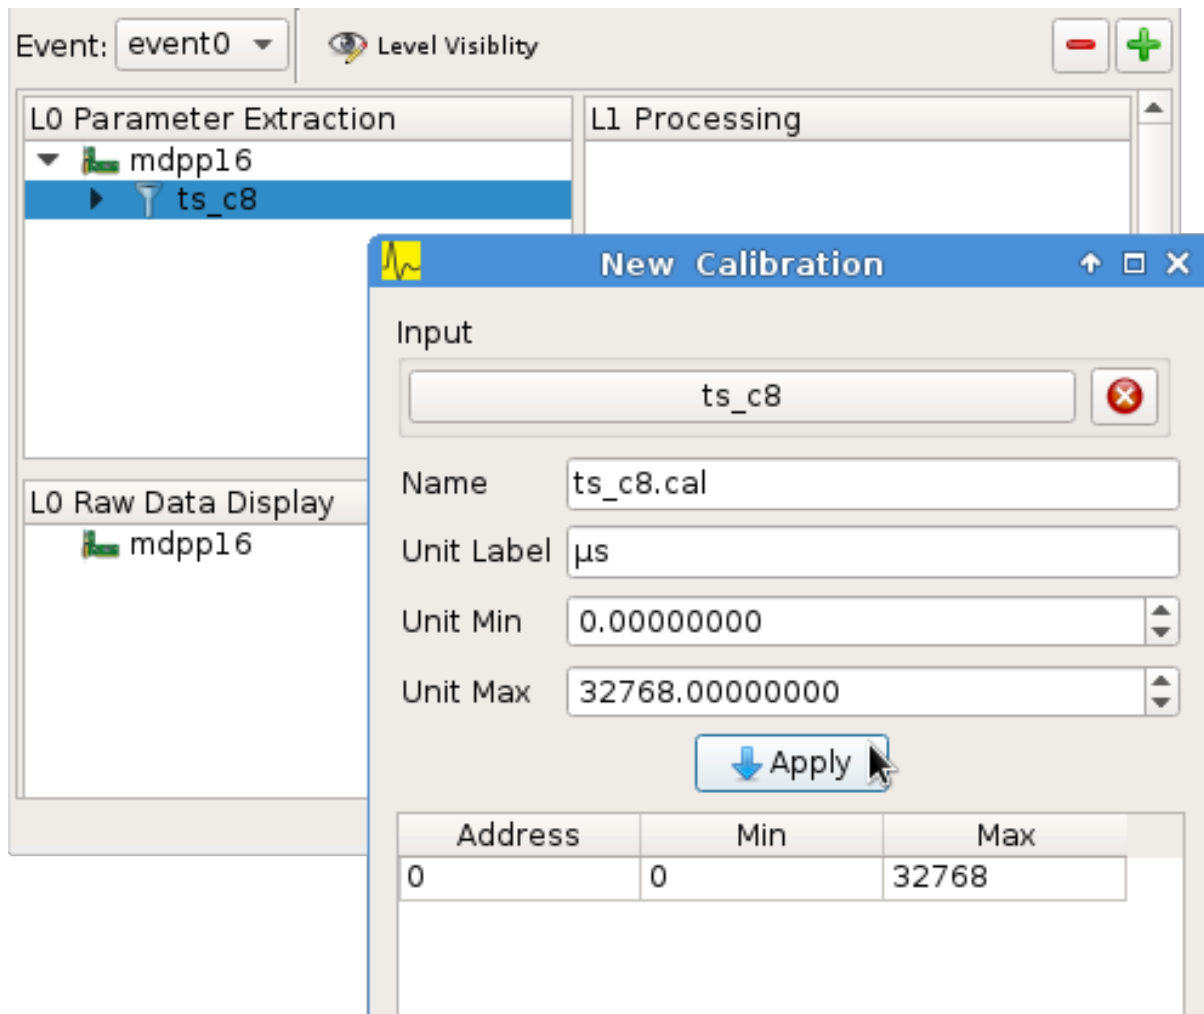 Event: event0 Level Visiblity
L0 Parameter Extraction L1 Processing
mdpp16
ts_c8
New Calibration
Input
ts_c8
Name ts_c8.cal
L0 Raw Data Display
mdpp16
Unit Label µs
Unit Min 0.00000000
Unit Max 32768.00000000
Apply
Address Min Max
0 0 32768